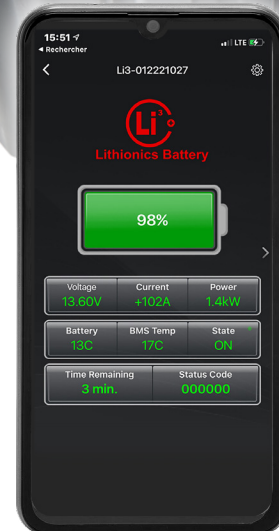 15:51
LTE
Rechercher
Li3-012221027
Li3+
Lithionics Battery
98%
Voltage Current Power
13.60V +102A 1.4kW
Battery BMS Temp State
13C 17C ON
Time Remaining Status Code
3 min. 000000